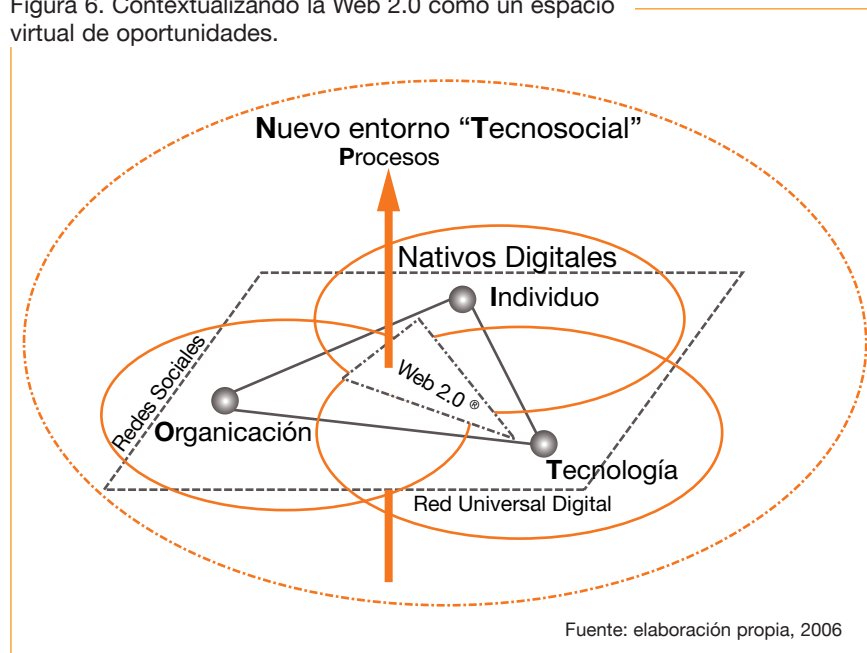 Figura 6. Contextualizando la Web 2.0 como un espacio
virtual de oportunidades.
Nuevo entorno “Tecnosocial”
Procesos
Nativos Digitales
Individuo
Redes Sociales
Web 2.0 ®
Organicación
Tecnología
Red Universal Digital
Fuente: elaboración propia, 2006